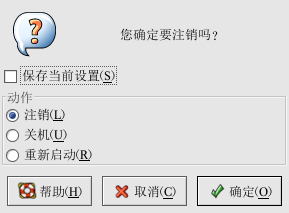 您确定要注销吗?
保存当前设置(S)
动作
注销(L)
关机(U)
重新启动(R)
帮助(H) 取消(C) 确定(O)